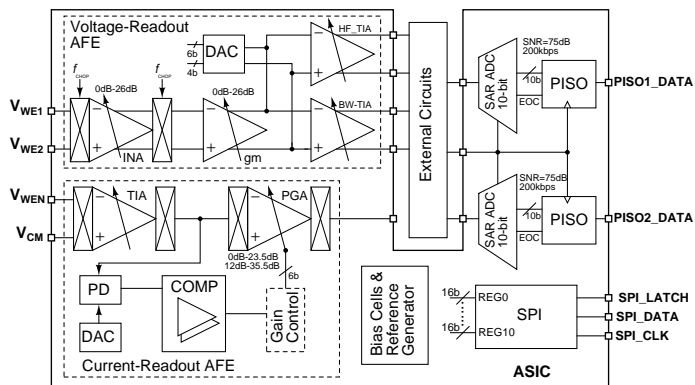 Voltage-Readout
AFE
6b
4b
DAC
HF_TIA
f CHOP
f CHOP
0dB-26dB
0dB-26dB
BW-TIA
VWE1
VWE2
INA
gm
External Circuits
SAR ADC
10-bit
SNR=75dB
200kbps
10b
EOC
PISO
PISO1_DATA
VWEN
VCM
TIA
PGA
0dB-23.5dB
12dB-35.5dB
6b
SAR ADC
10-bit
SNR=75dB
200kbps
10b
EOC
PISO
PISO2_DATA
PD
DAC
COMP
Gain
Control
Current-Readout AFE
Bias Cells &
Reference
Generator
16b
REG0
16b
REG10
SPI
SPI_LATCH
SPI_DATA
SPI_CLK
ASIC